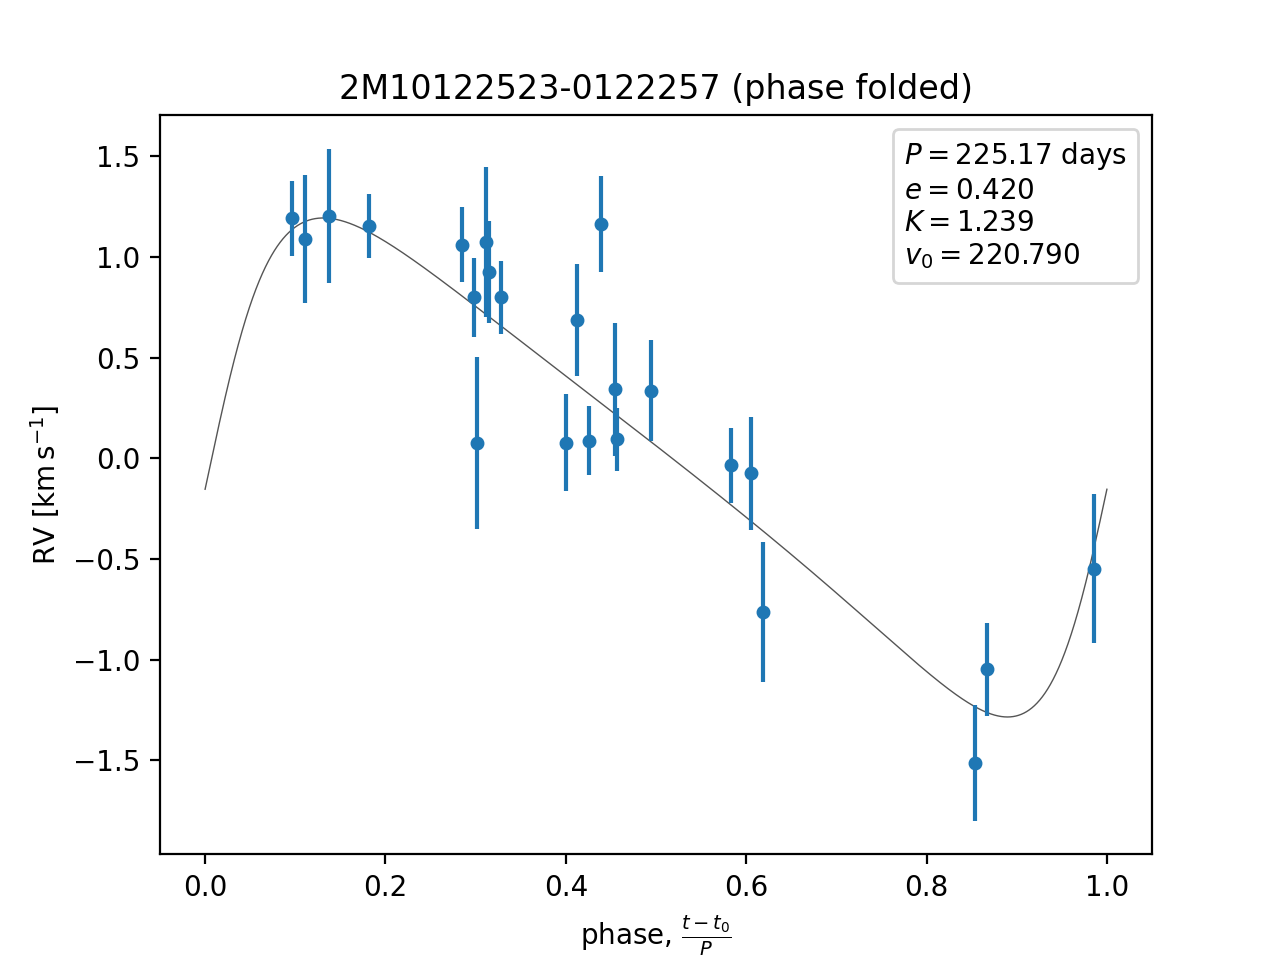 2M10122523-0122257 (phase folded)
P = 225.17 days
e = 0.420
K = 1.239
v₀ = 220.790
RV [km s⁻¹]
1.5
1.0
0.5
0.0
−0.5
−1.0
−1.5
0.0 0.2 0.4 0.6 0.8 1.0
phase, (t − t₀)/P